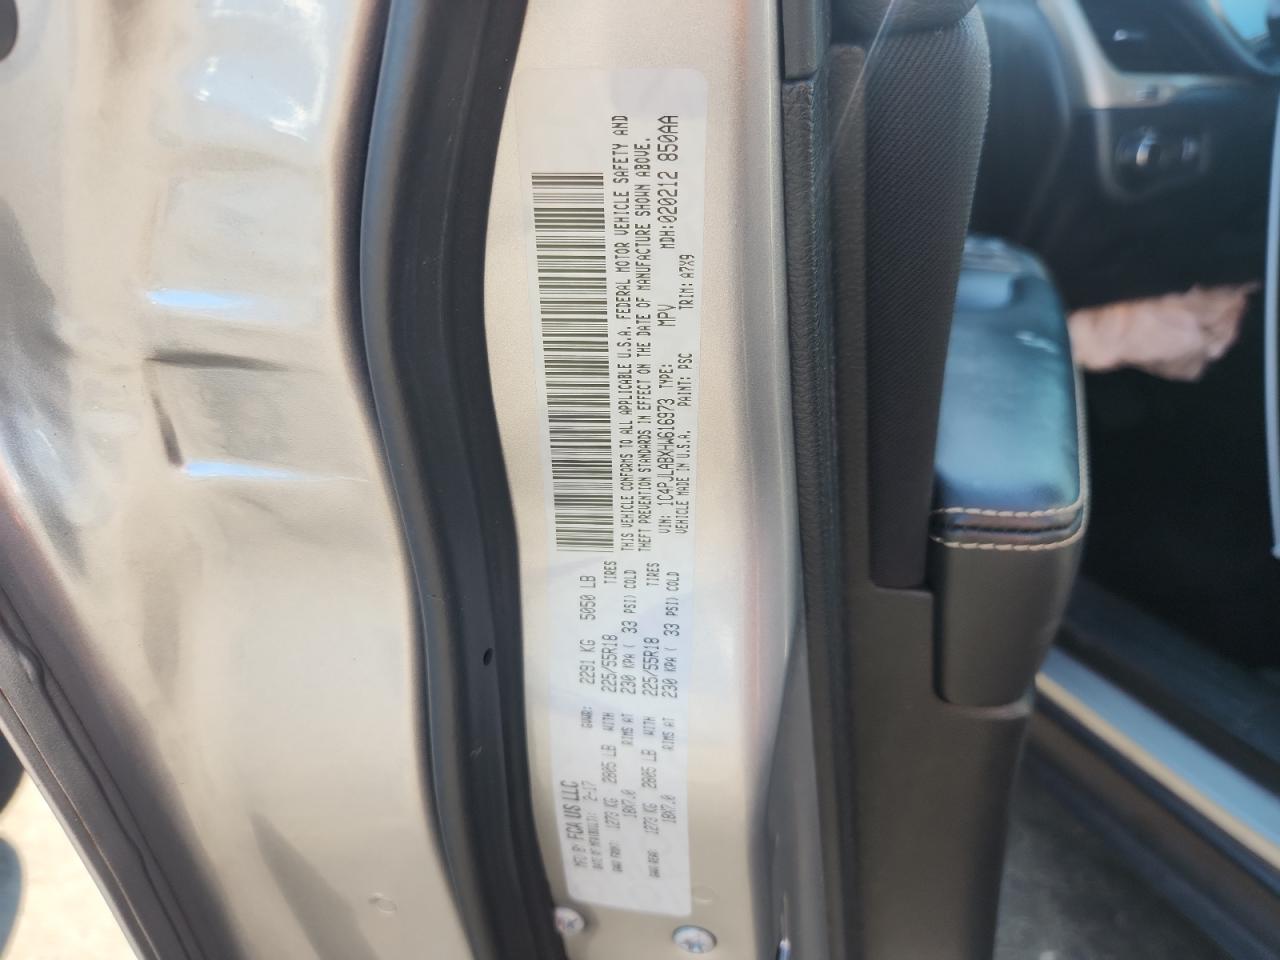 MFD BY FCA US LLC
DATE OF MFR(BUILT): 2-17 GVWR: 2291 KG 5050 LB
GAWR FRONT: 1273 KG 2805 LB WITH 225/55R18 TIRES
18X7.0 RIMS AT 230 KPA ( 33 PSI) COLD
GAWR REAR: 1273 KG 2805 LB WITH 225/55R18 TIRES
18X7.0 RIMS AT 230 KPA ( 33 PSI) COLD
THIS VEHICLE CONFORMS TO ALL APPLICABLE U.S.A. FEDERAL MOTOR VEHICLE SAFETY AND
THEFT PREVENTION STANDARDS IN EFFECT ON THE DATE OF MANUFACTURE SHOWN ABOVE.
VIN: 1C4PJLABXHW616973 TYPE: MPV MDH:020212 850AA
VEHICLE MADE IN U.S.A. PAINT: PSC TRIM: A7X9